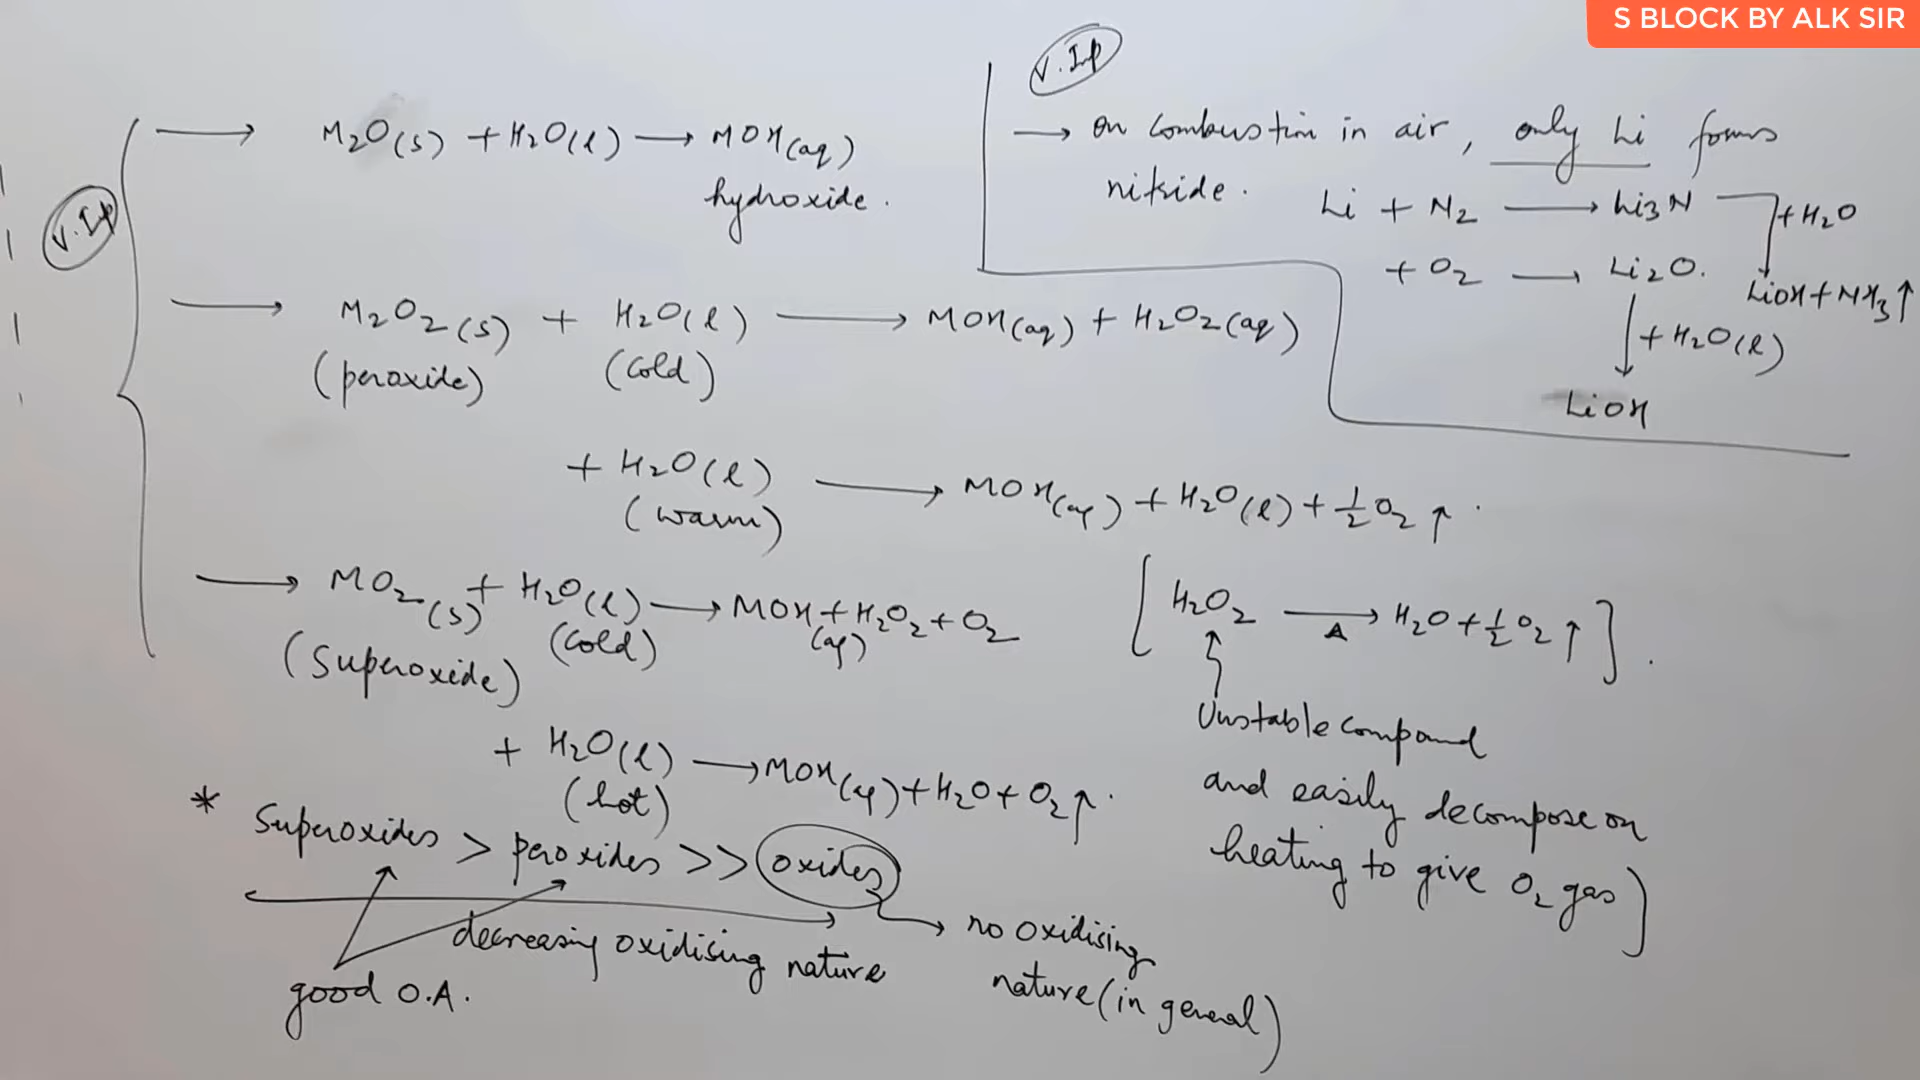 S BLOCK BY ALK SIR
V. Imp
→ M₂O(s) + H₂O(l) → MOH(aq)
hydroxide.
V. Imp
→ On combustion in air, only Li forms
nitride.
Li + N₂ → Li₃N
+ H₂O
LiOH + NH₃↑
+ O₂ → Li₂O.
+ H₂O(l)
LiOH
→ M₂O₂(s) + H₂O(l) → MOH(aq) + H₂O₂(aq)
(peroxide) (cold)
+ H₂O(l) → MOH(aq) + H₂O(l) + ½O₂↑.
(warm)
→ MO₂(s) + H₂O(l) → MOH(aq) + H₂O₂ + O₂
(Superoxide) (cold)
+ H₂O(l) → MOH(aq) + H₂O + O₂↑.
(hot)
[H₂O₂ →Δ H₂O + ½O₂↑].
Unstable compound
and easily decompose on
heating to give O₂ gas)
* Superoxides > peroxides >> oxides
decreasing oxidising nature
good O.A.
→ no oxidising
nature (in general)